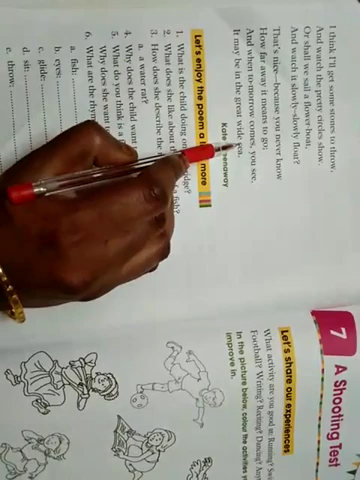 I think I'll get some stones to throw,
And watch the pretty circles show.
Or shall we sail a flower-boat,
And watch it slowly-slowly float?
That's nice—because you never know
How far away it means to go;
And when to-morrow comes, you see,
It may be in the great wide sea.
Kate Greenaway
Let's enjoy the poem a more
1. What is the child doing on
2. What does she like about
3. How does she describe the
a. a water rat?
4. Why does the child want
5. What do you think is a
Why does she want to
6. What are the rhym
a. fish:
b. eyes:
c. glide:
d. sit:
e. throw:
fish?
7 A Shooting Test
Let's share our experiences
What activity are you good in: Running?
Football? Writing? Reciting? Dancing?
In the picture below, colour the activities
improve in.